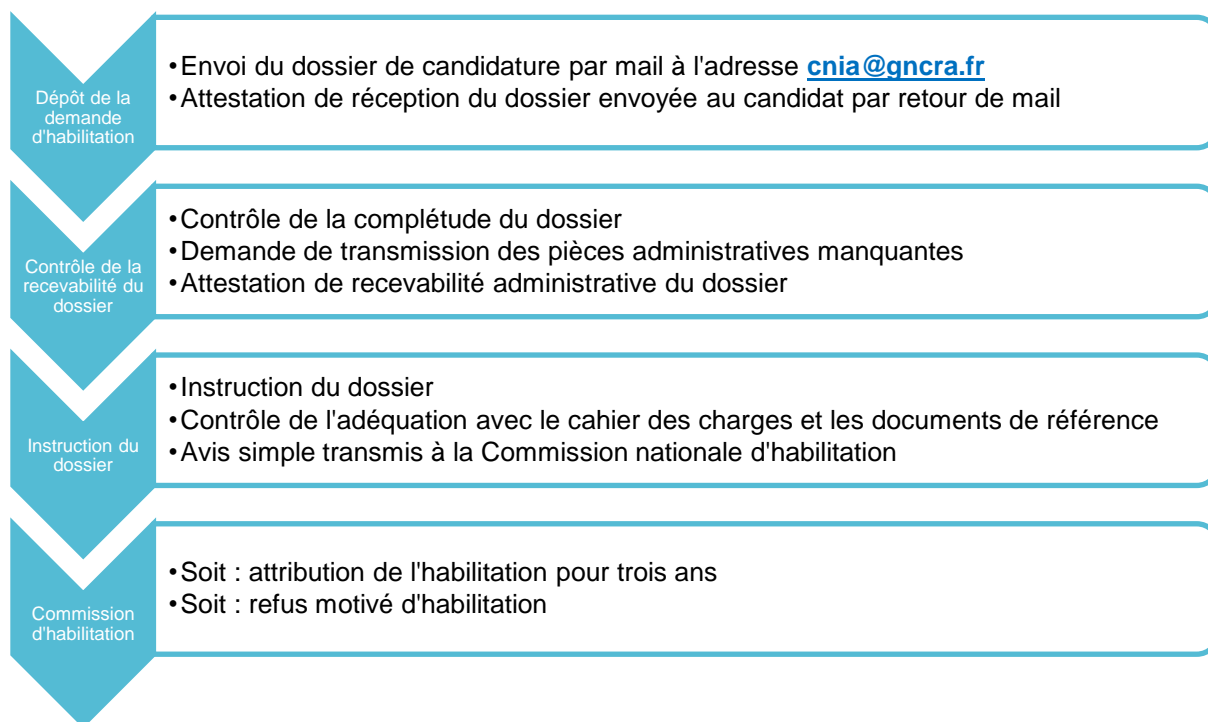 Dépôt de la
demande
d'habilitation
•Envoi du dossier de candidature par mail à l'adresse cnia@gncra.fr
•Attestation de réception du dossier envoyée au candidat par retour de mail
Contrôle de la
recevabilité du
dossier
•Contrôle de la complétude du dossier
•Demande de transmission des pièces administratives manquantes
•Attestation de recevabilité administrative du dossier
Instruction du
dossier
•Instruction du dossier
•Contrôle de l'adéquation avec le cahier des charges et les documents de référence
•Avis simple transmis à la Commission nationale d'habilitation
Commission
d'habilitation
•Soit : attribution de l'habilitation pour trois ans
•Soit : refus motivé d'habilitation